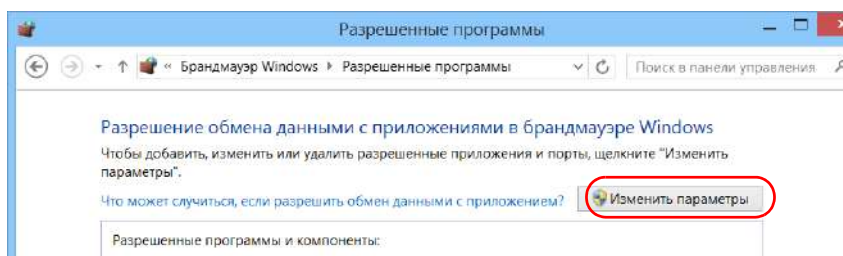 Разрешенные программы
« Брандмауэр Windows Разрешенные программы Поиск в панели управления
Разрешение обмена данными с приложениями в брандмауэре Windows
Чтобы добавить, изменить или удалить разрешенные приложения и порты, щелкните "Изменить
параметры".
Что может случиться, если разрешить обмен данными с приложением? Изменить параметры
Разрешенные программы и компоненты: